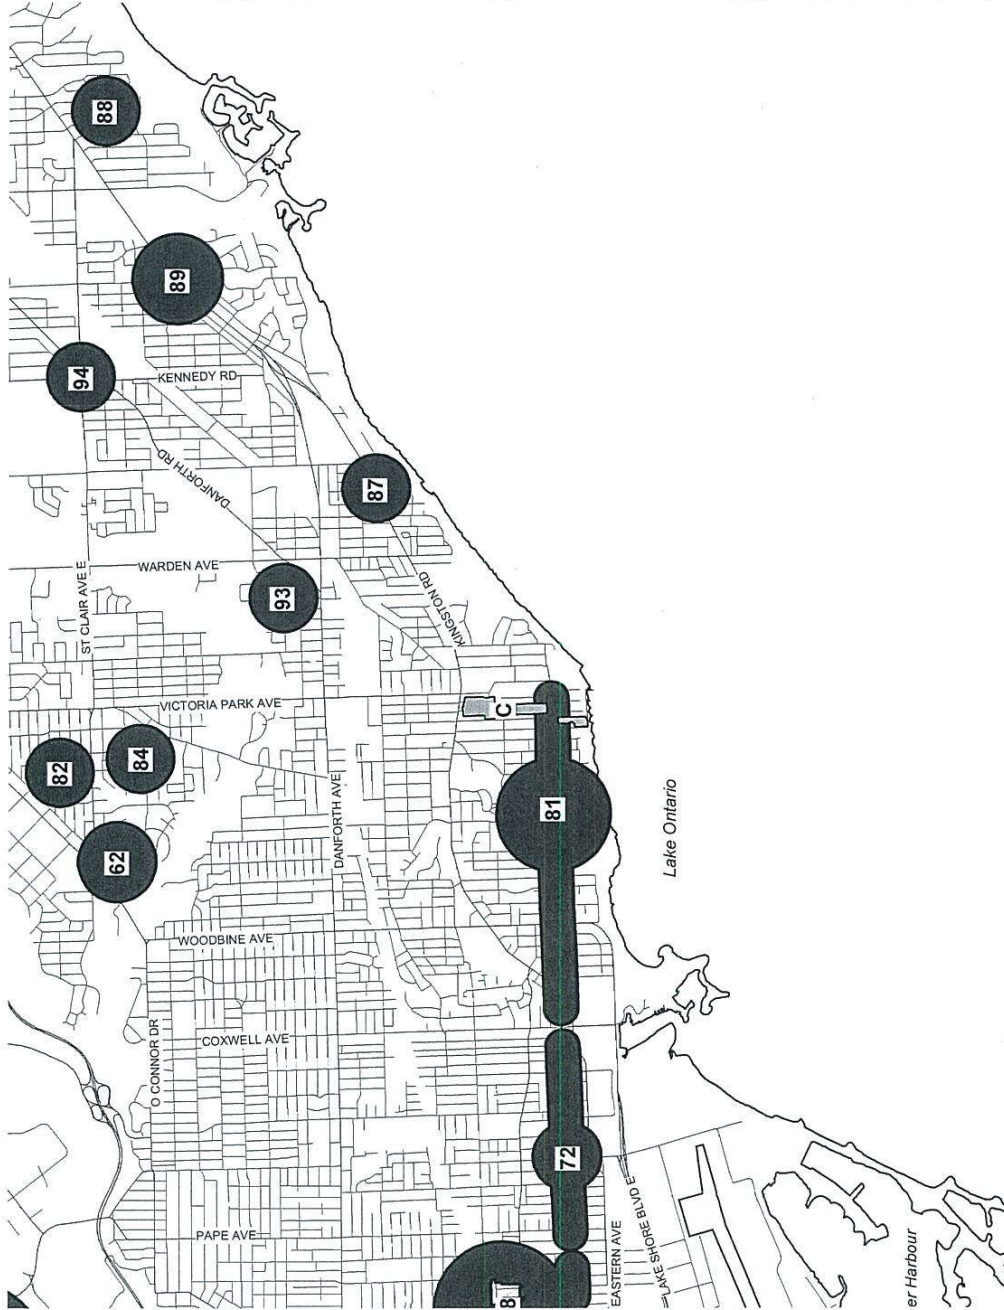 88
89
94
KENNEDY RD
DANFORTH RD
87
ST CLAIR AVE E
WARDEN AVE
93
KINGSTON RD
VICTORIA PARK AVE
C
82
84
62
81
DANFORTH AVE
Lake Ontario
WOODBINE AVE
O CONNOR DR
COXWELL AVE
72
PAPE AVE
EASTERN AVE
LAKE SHORE BLVD E
8
er Harbour